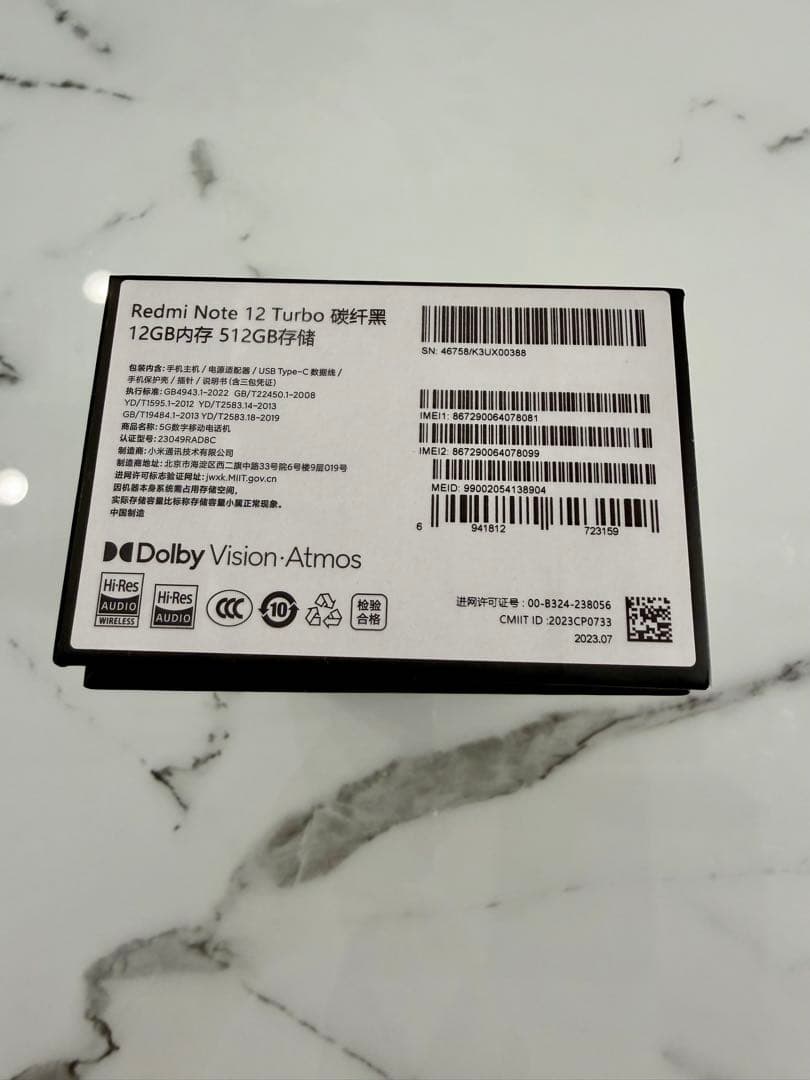 Redmi Note 12 Turbo 碳纤黑
12GB内存 512GB存储
包装内含: 手机主机 / 电源适配器 / USB Type-C 数据线 /
手机保护壳 / 插针 / 说明书(含三包凭证)
执行标准: GB4943.1-2022 GB/T22450.1-2008
YD/T1595.1-2012 YD/T2583.14-2013
GB/T19484.1-2013 YD/T2583.18-2019
商品名称: 5G数字移动电话机
认证型号: 23049RAD8C
制造商: 小米通讯技术有限公司
制造商地址: 北京市海淀区西二旗中路33号院6号楼9层019号
进网许可标志验证网址: jwxk.MIIT.gov.cn
因机器本身系统需占用存储空间,
实际存储容量比标称存储容量小属正常现象。
中国制造
Dolby Vision·Atmos
Hi-Res
AUDIO
WIRELESS
Hi-Res
AUDIO
CCC
10
检验
合格
SN: 46758/K3UX00388
IMEI1: 867290064078081
IMEI2: 867290064078099
MEID: 99002054138904
6 941812 723159
进网许可证号: 00-B324-238056
CMIIT ID :2023CP0733
2023.07